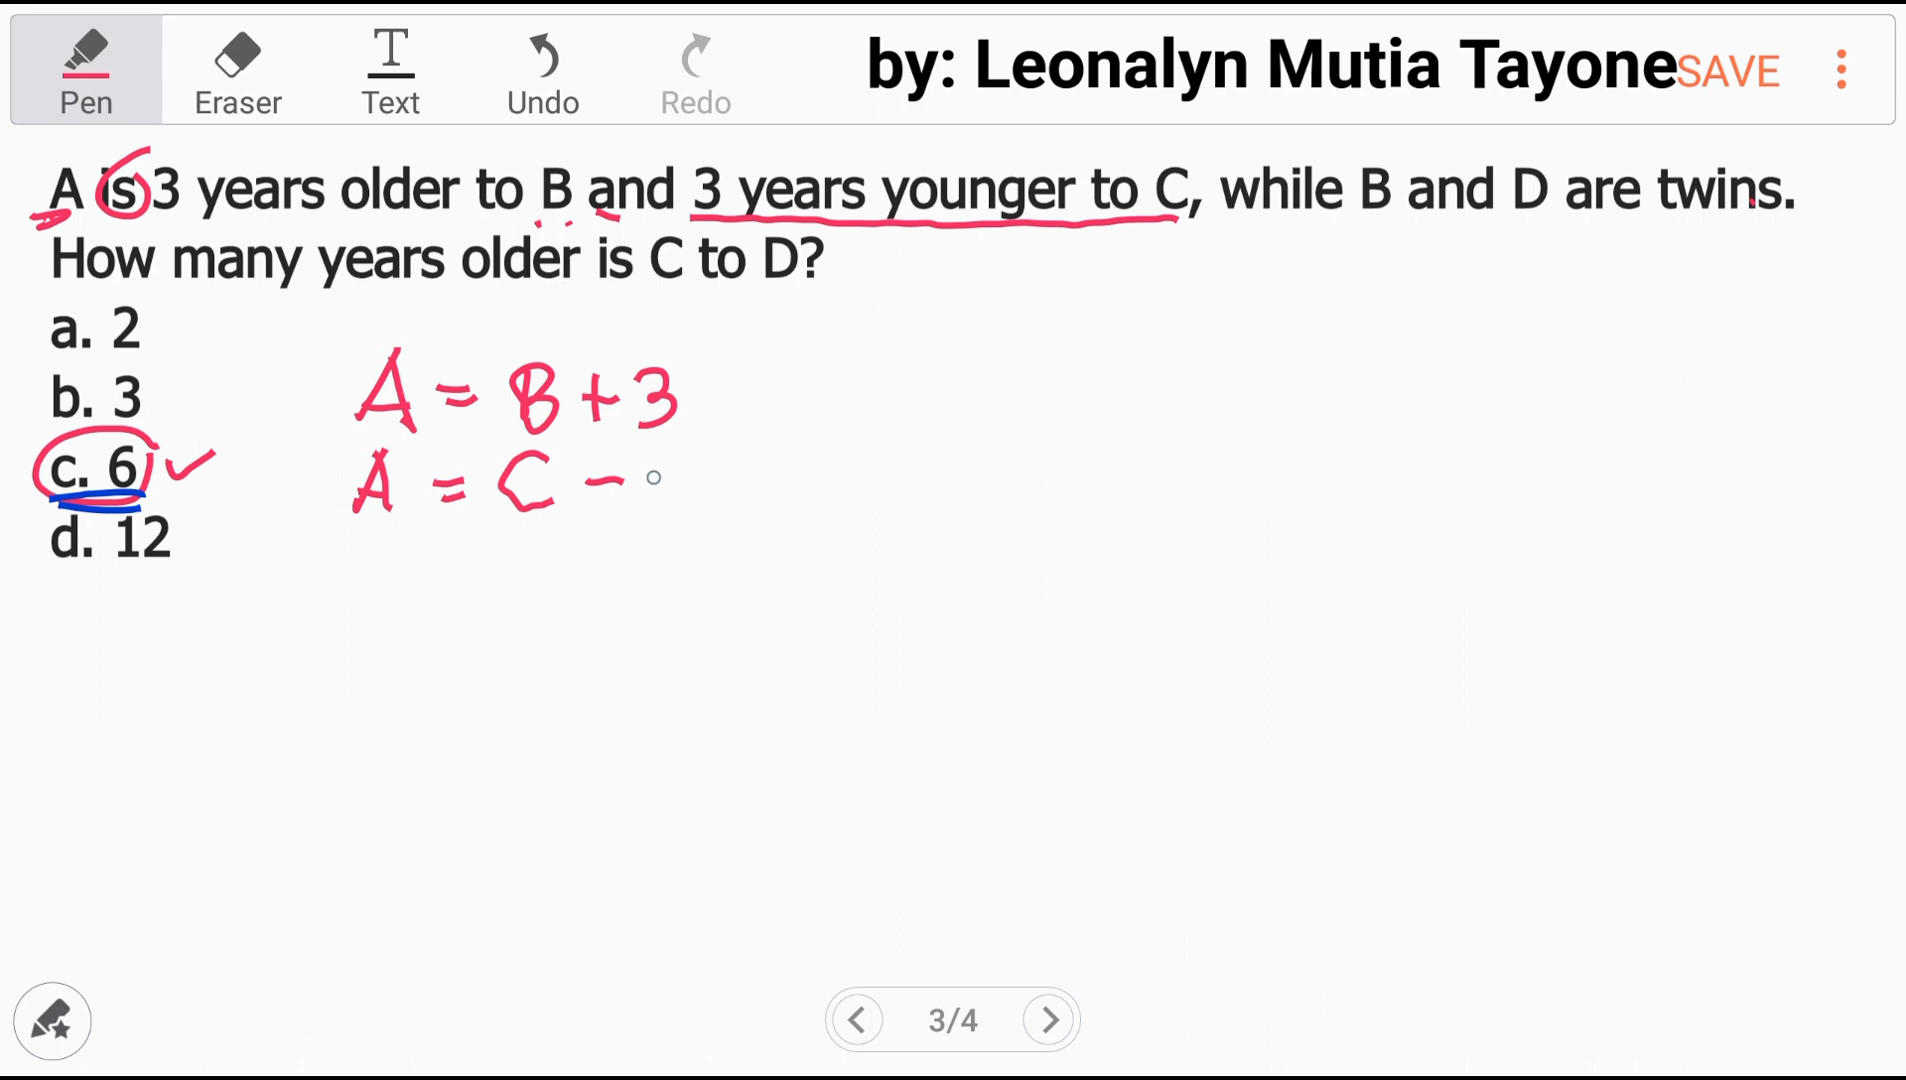 Pen Eraser Text Undo Redo by: Leonalyn Mutia Tayone SAVE
A is 3 years older to B and 3 years younger to C, while B and D are twins.
How many years older is C to D?
a. 2
b. 3
c. 6
d. 12
A = B + 3
A = C -
3/4